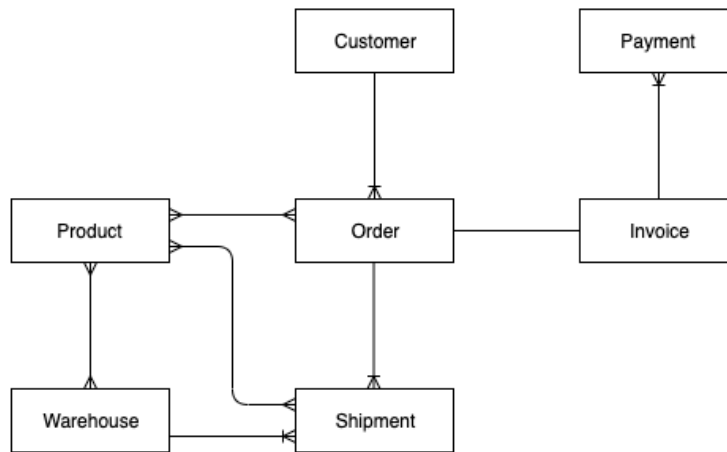 Customer
Payment
Product
Order
Invoice
Warehouse
Shipment